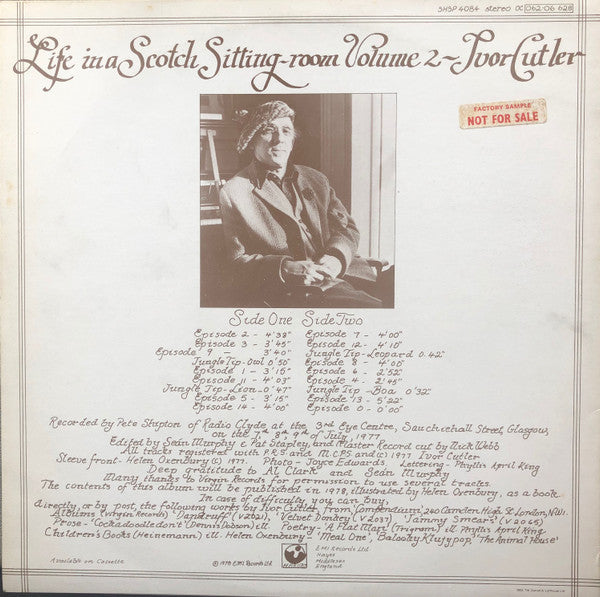 SHSP 4084 stereo OC 062·06 628
Life in a Scotch Sitting-room Volume 2~Ivor Cutler
FACTORY SAMPLE
NOT FOR SALE
Side One Side Two
Episode 2 - 4'38" Episode 7 - 4'00"
Episode 3 - 3'45" Episode 12 - 4'10"
Episode 9 - 3'40" Jungle Tip-Leopard 0.42"
Jungle Tip-Owl 0'50" Episode 8 - 4'00"
Episode 1 - 3'15" Episode 6 - 2'52"
Episode 11 - 4'03" Episode 4 - 2'45"
Jungle Tip-Lion-0'47" Jungle Tip-Boa 0'32"
Episode 5 - 3'15" Episode 13 - 5'22"
Episode 14 - 4'00" Episode 0 - 0'00"
Recorded by Pete Shipton of Radio Clyde at the 3rd Eye Centre, Sauchiehall Street, Glasgow,
on the 7th, 8th, 9th of July, 1977
Edited by Sean Murphy & Pat Stapley, and Master Record cut by Nick Webb
All tracks registered with P.R.S and M.C.P.S and (c) 1977 Ivor Cutler
Sleeve front-Helen Oxenbury (c) 1977. Photo - Joyce Edwards. Lettering-Phyllis April King
Deep gratitude to Al Clark and Sean Murphy
Many thanks to Virgin Records for permission to use several tracks.
The contents of this album will be published in 1978, illustrated by Helen Oxenbury, as a book.
In case of difficulty, you can buy,
directly, or by post, the following works by Ivor Cutler, from Compendium, 240 Camden High St. London, N.W.1.
Albums (Virgin Records) 'Dandruff' (V2021), 'Velvet Donkey' (V2037) 'Jammy Smears' (V2065)
Prose-'Cockadoodledon't' (Dennis Dobson) ill. Poetry-'A Flat Man' (Trigram) ill. Phyllis April King
Children's Books (Heinemann) ill. Helen Oxenbury-'Meal One', 'Balooky Klujypop', 'The Animal House'
Available on Cassette
(c) 1978 EMI Records Ltd.
HARVEST
EMI Records Ltd
Hayes
Middlesex
England